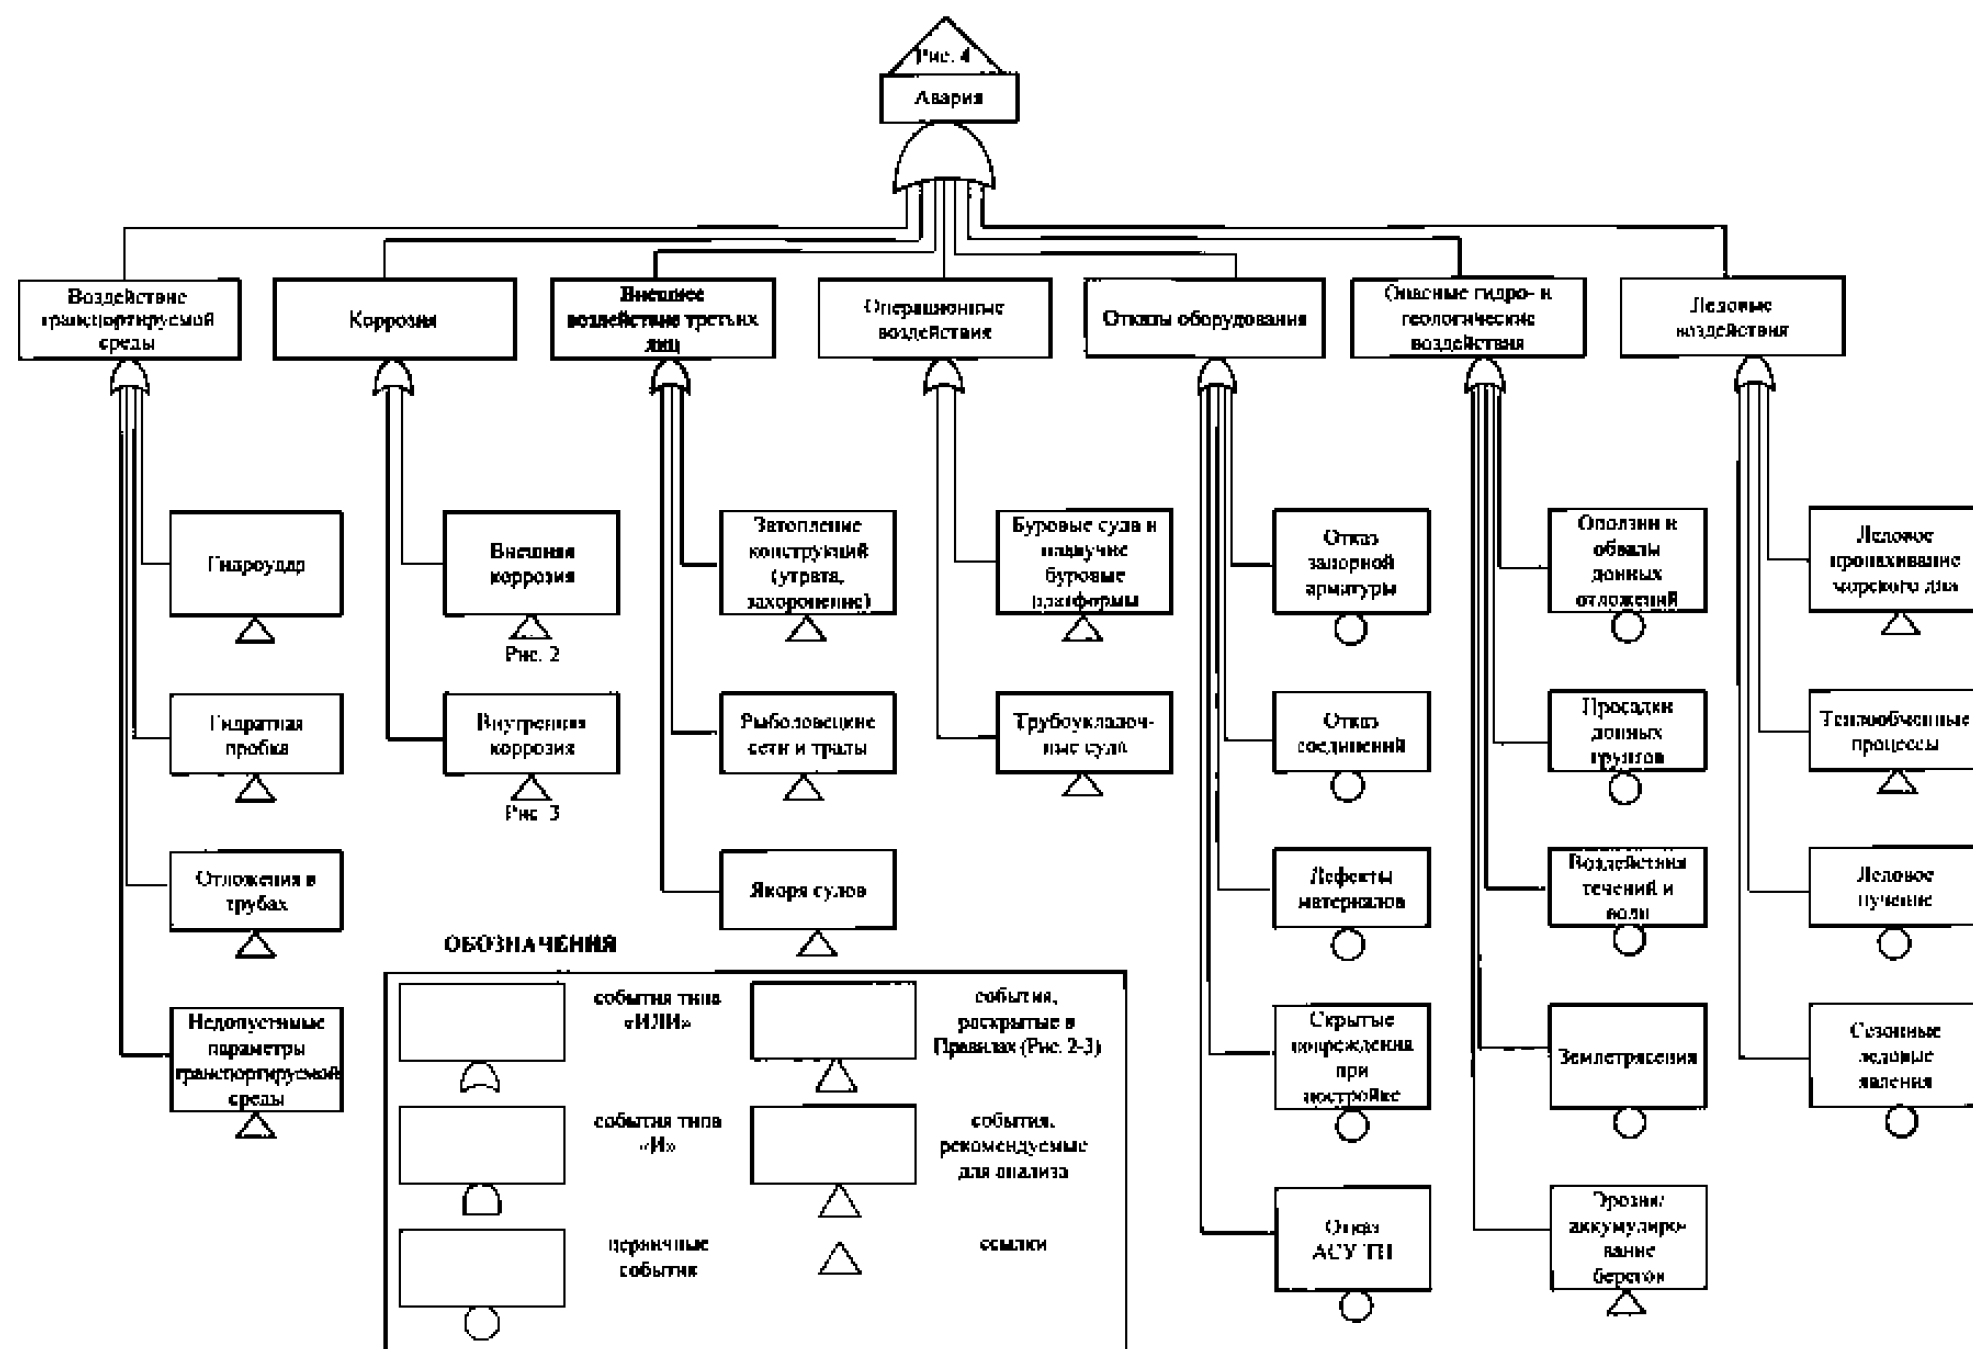 Рис. 4
Авария
Воздействие
транспортируемой
среды
Коррозия
Внешнее
воздействие третьих
лиц
Операционные
воздействия
Отказы оборудования
Опасные гидро- и
геологические
воздействия
Ледовые
воздействия
Гидроудар
Внешняя
коррозия
Рис. 2
Затопление
конструкций
(утрата,
захоронение)
Буровые суда и
плавучие
буровые
платформы
Отказ
запорной
арматуры
Оползни и
обвалы
донных
отложений
Ледовое
пропахивание
морского дна
Гидратная
пробка
Внутренняя
коррозия
Рис. 3
Рыболовецкие
сети и тралы
Трубоукладоч-
ные суда
Отказ
соединений
Просадки
донных
грунтов
Теплообменные
процессы
Отложения в
трубах
Якоря судов
Дефекты
материалов
Воздействия
течений и
волн
Ледовое
пучение
Недопустимые
параметры
транспортируемой
среды
Скрытые
повреждения
при
постройке
Землетрясения
Сезонные
ледовые
явления
Отказ
АСУ ТП
Эрозия/
аккумулиро-
вание
берегов
ОБОЗНАЧЕНИЯ
события типа
«ИЛИ»
события,
раскрытые в
Правилах (Рис. 2-3)
события типа
«И»
события,
рекомендуемые
для анализа
первичные
события
ссылки